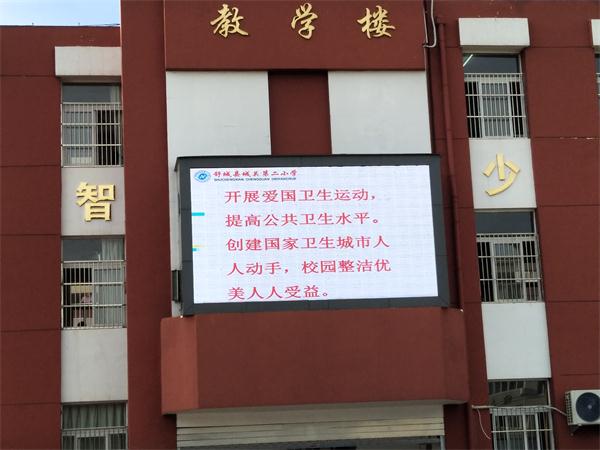 教学楼
舒城县城关第二小学
开展爱国卫生运动，
提高公共卫生水平。
创建国家卫生城市人
人动手，校园整洁优
美人人受益。
智
少